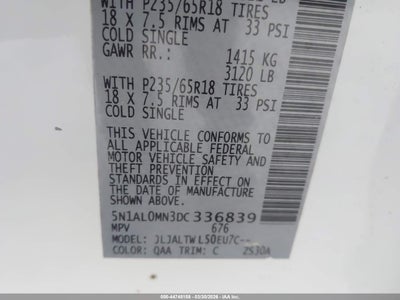 WITH P235/65R18 TIRES
18 X 7.5 RIMS AT 33 PSI
COLD SINGLE
GAWR RR.: 1415 KG
3120 LB
WITH P235/65R18 TIRES
18 X 7.5 RIMS AT 33 PSI
COLD SINGLE
THIS VEHICLE CONFORMS TO
ALL APPLICABLE FEDERAL
MOTOR VEHICLE SAFETY AND
THEFT PREVENTION
STANDARDS IN EFFECT ON
THE DATE OF MANUFACTURE
SHOWN ABOVE.
5N1AL0MN3DC336839
MPV 676
MODEL: JLJALTWL50EU7C--
COLOR: QAA TRIM: C ZS30A